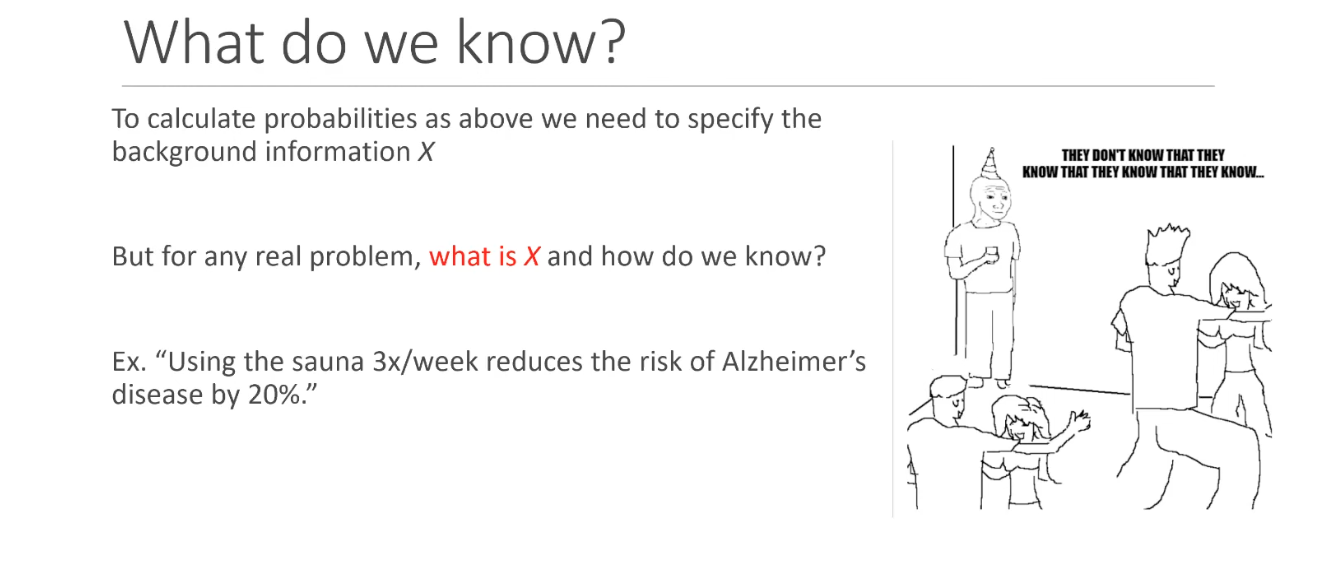 What do we know?
To calculate probabilities as above we need to specify the
background information X
But for any real problem, what is X and how do we know?
Ex. “Using the sauna 3x/week reduces the risk of Alzheimer’s
disease by 20%.”
THEY DON'T KNOW THAT THEY
KNOW THAT THEY KNOW THAT THEY KNOW...